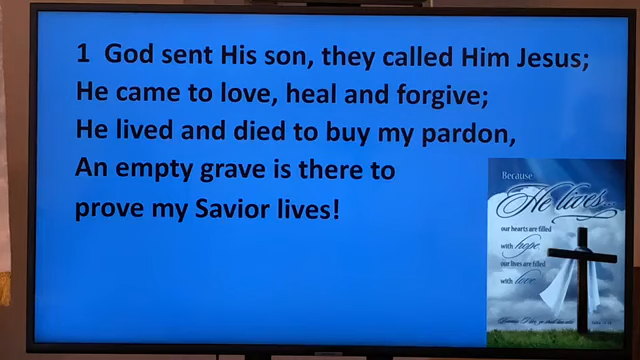 1 God sent His son, they called Him Jesus;
He came to love, heal and forgive;
He lived and died to buy my pardon,
An empty grave is there to
prove my Savior lives!
Because
He lives...
our hearts are filled
with hope
our lives are filled
with love.